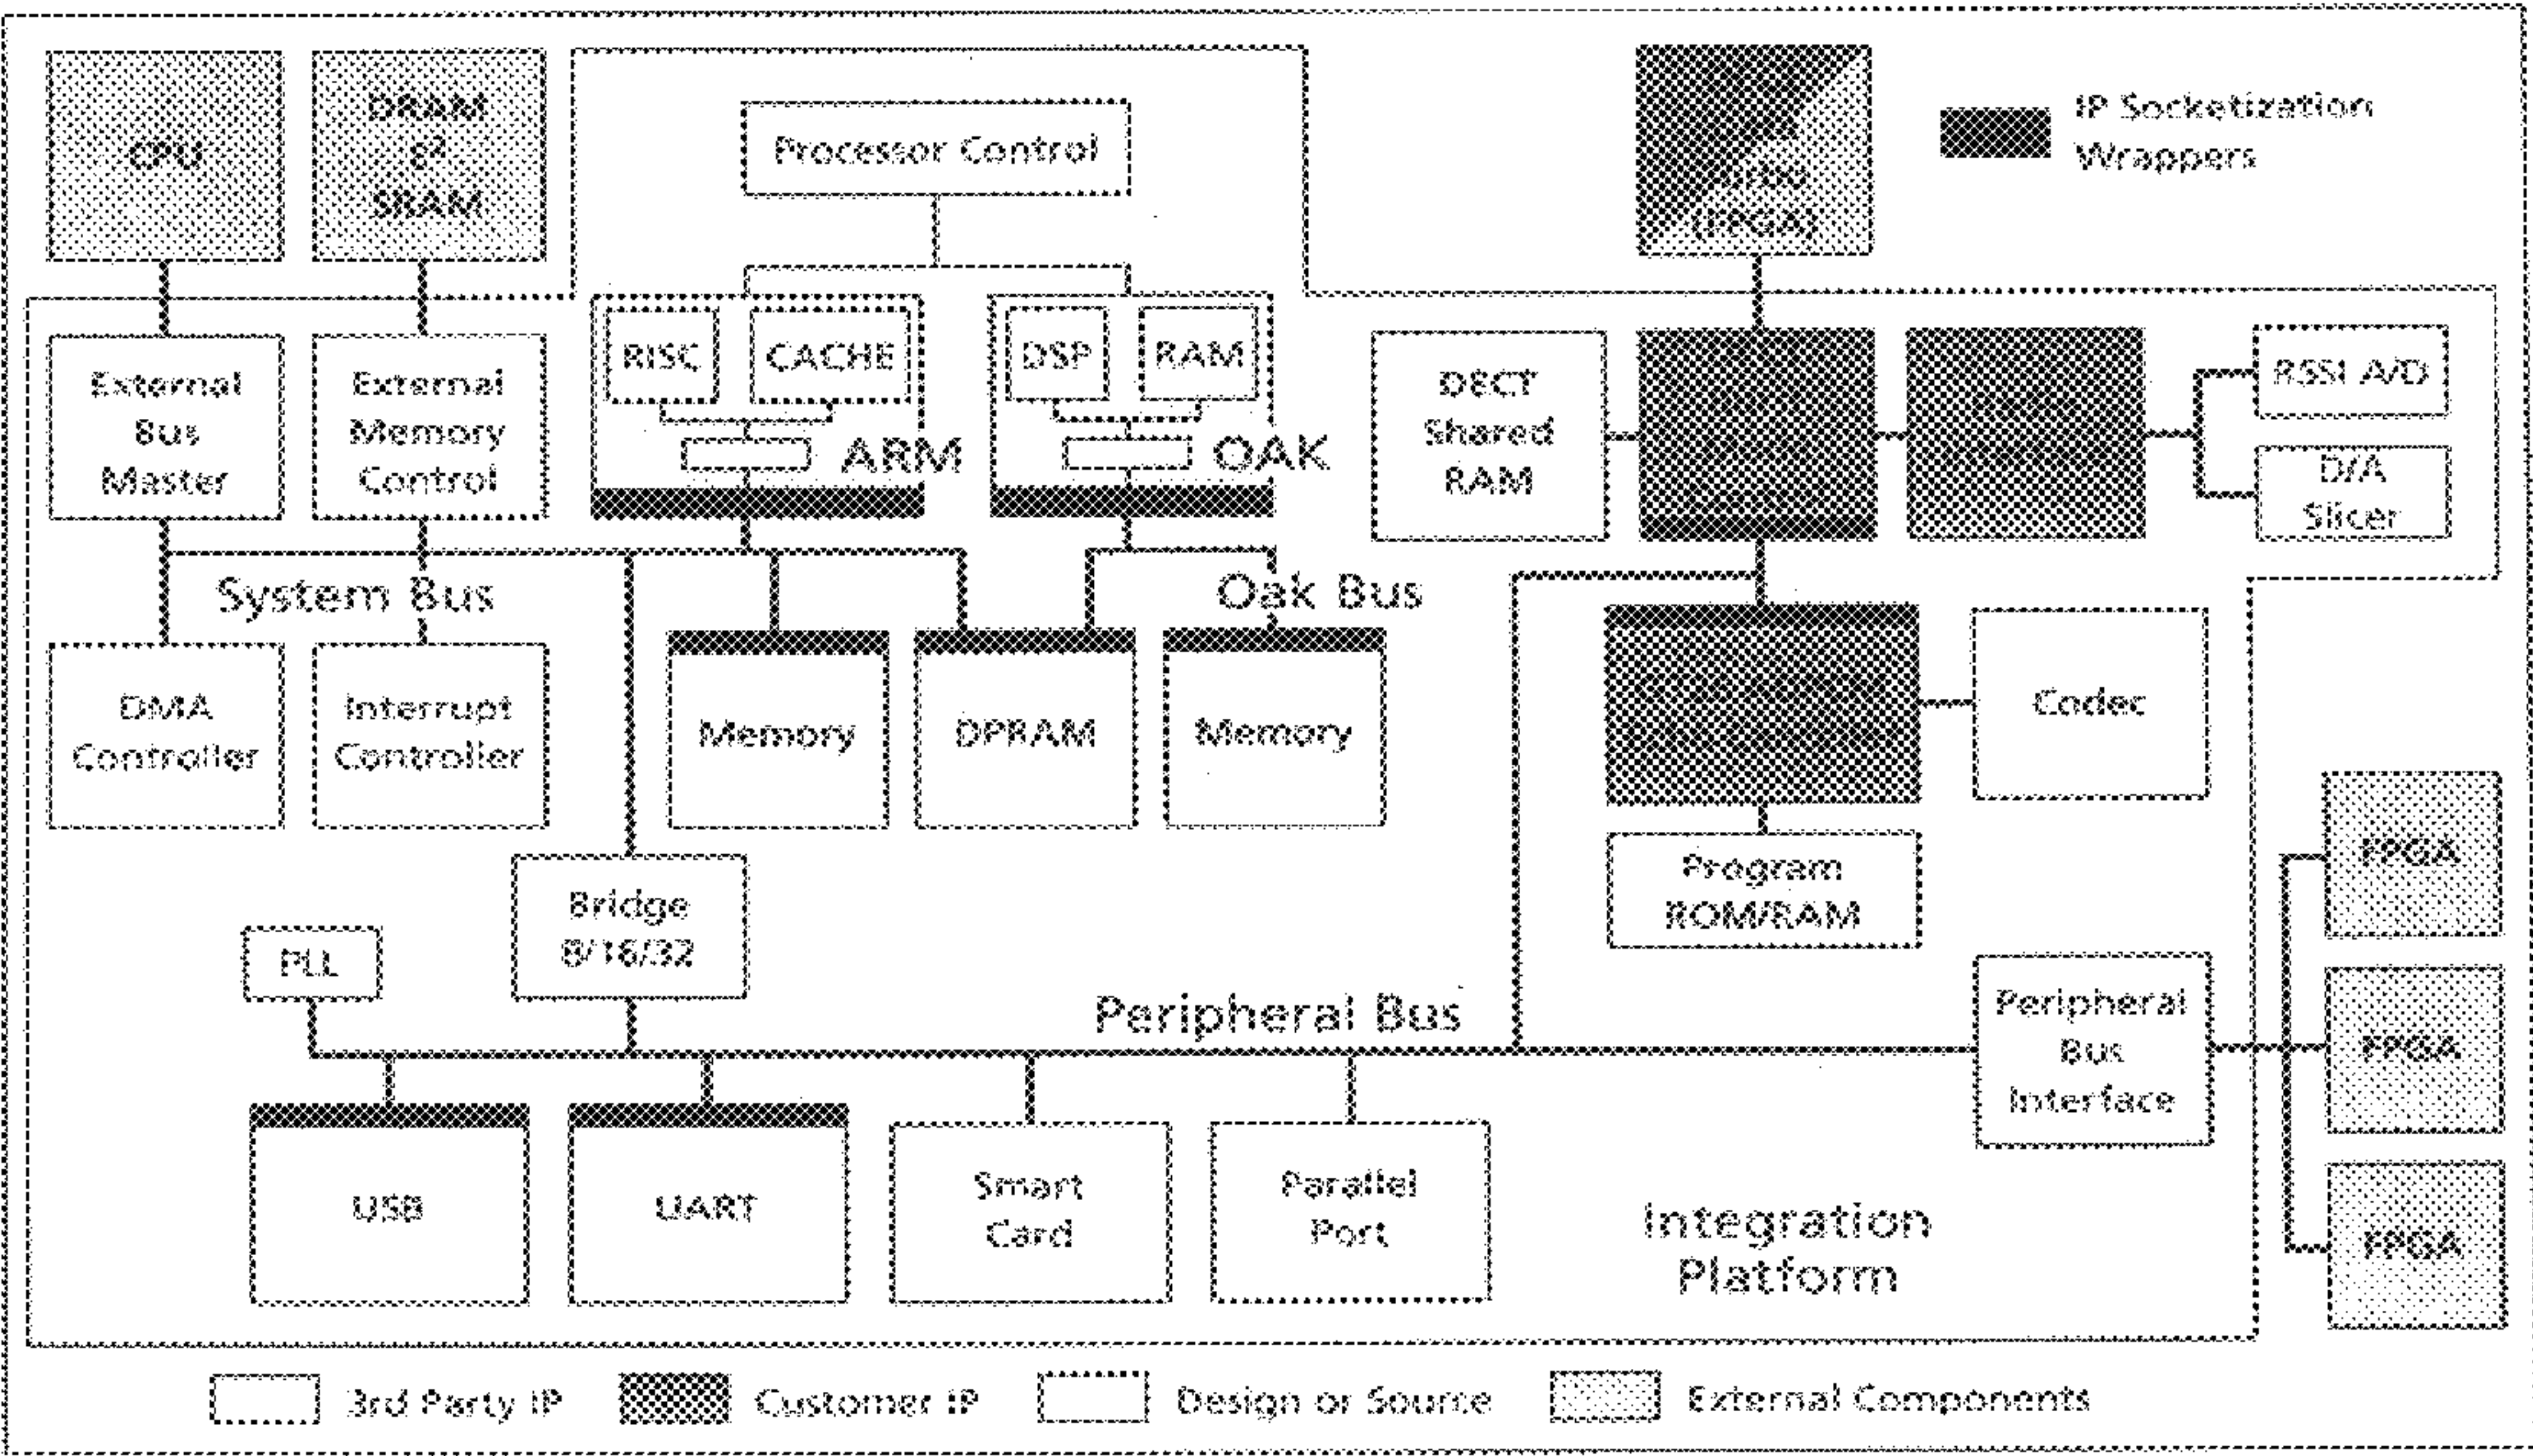 CPU
DRAM
E²
SRAM
Processor Control
(FPGA)
IP Socketization
Wrappers
External
Bus
Master
External
Memory
Control
RISC
CACHE
ARM
DSP
RAM
OAK
DECT
Shared
RAM
RSSI A/D
D/A
Slicer
System Bus
Oak Bus
DMA
Controller
Interrupt
Controller
Memory
DPRAM
Memory
Codec
Program
ROM/RAM
PLL
Bridge
8/16/32
Peripheral Bus
Peripheral
Bus
Interface
FPGA
FPGA
FPGA
USB
UART
Smart
Card
Parallel
Port
Integration
Platform
3rd Party IP
Customer IP
Design or Source
External Components